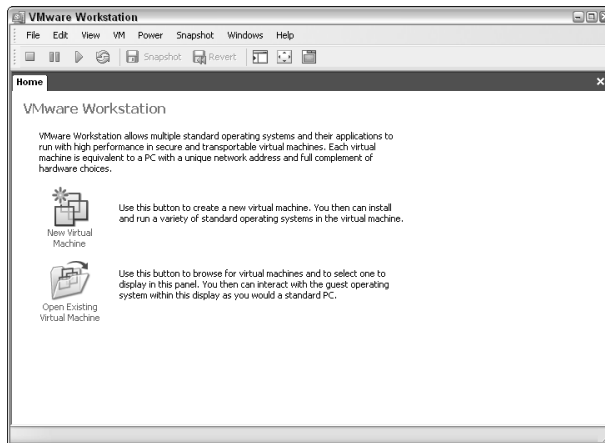 VMware Workstation
File Edit View VM Power Snapshot Windows Help
Snapshot Revert
Home
VMware Workstation
VMware Workstation allows multiple standard operating systems and their applications to
run with high performance in secure and transportable virtual machines. Each virtual
machine is equivalent to a PC with a unique network address and full complement of
hardware choices.
New Virtual
Machine
Use this button to create a new virtual machine. You then can install
and run a variety of standard operating systems in the virtual machine.
Open Existing
Virtual Machine
Use this button to browse for virtual machines and to select one to
display in this panel. You then can interact with the guest operating
system within this display as you would a standard PC.